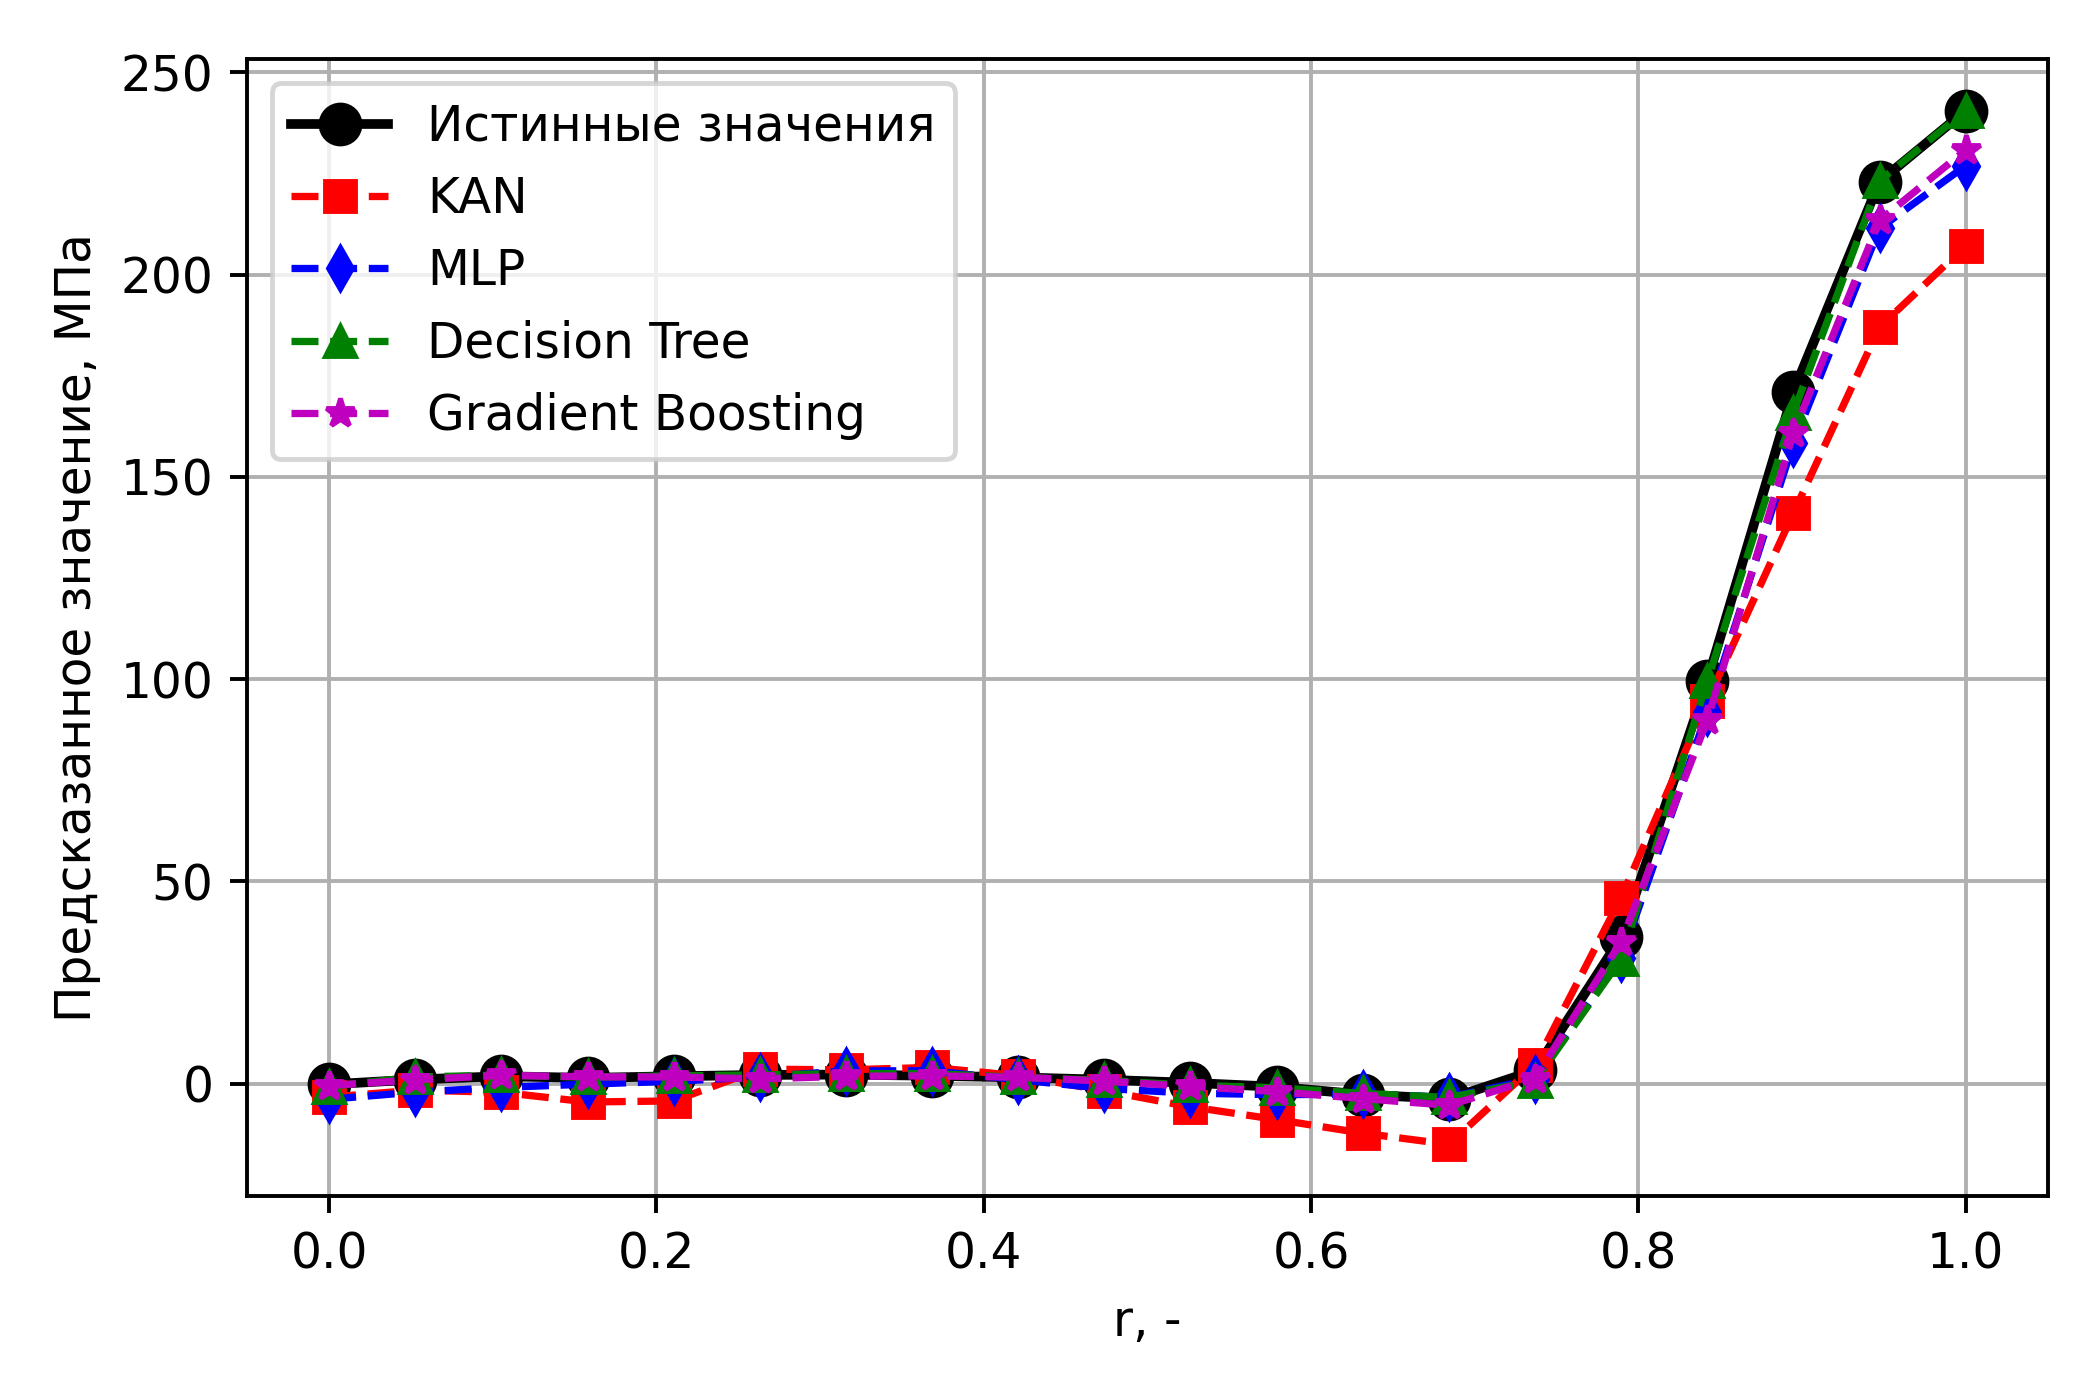 250
200
150
100
50
0
Предсказанное значение, МПа
Истинные значения
KAN
MLP
Decision Tree
Gradient Boosting
0.0 0.2 0.4 0.6 0.8 1.0
r, -